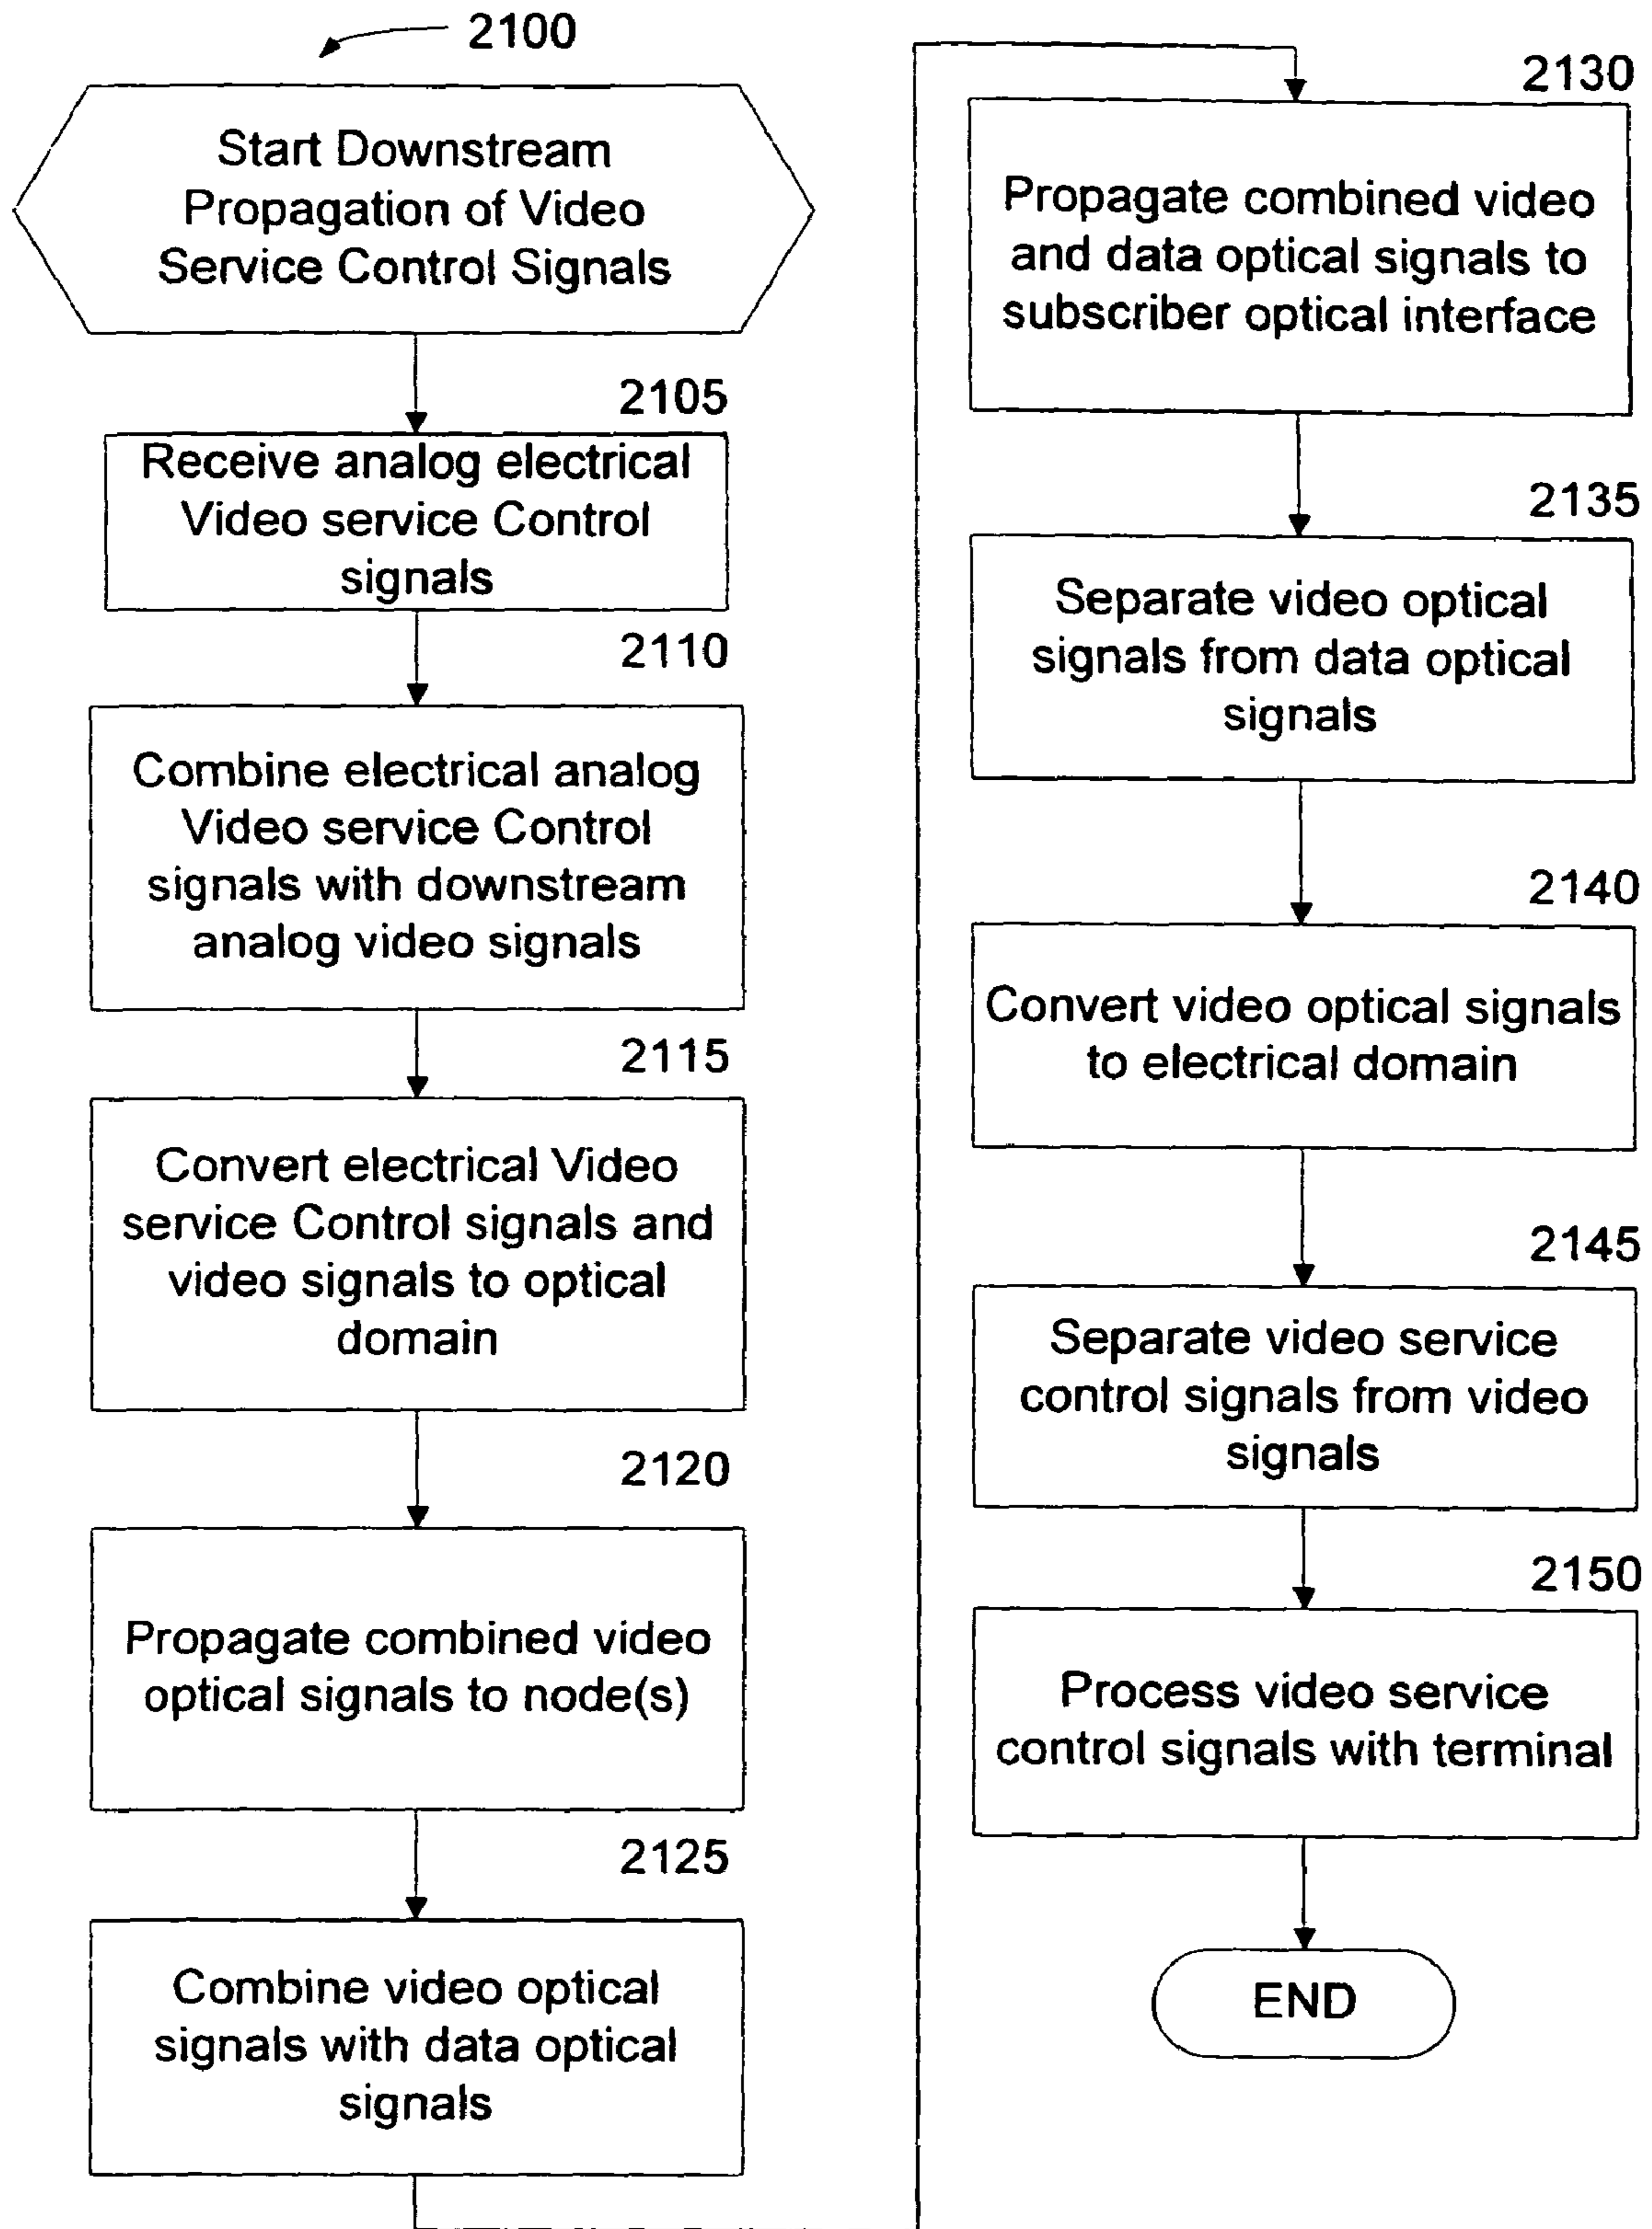 2100
Start Downstream
Propagation of Video
Service Control Signals
2105
Receive analog electrical
Video service Control
signals
2110
Combine electrical analog
Video service Control
signals with downstream
analog video signals
2115
Convert electrical Video
service Control signals and
video signals to optical
domain
2120
Propagate combined video
optical signals to node(s)
2125
Combine video optical
signals with data optical
signals
2130
Propagate combined video
and data optical signals to
subscriber optical interface
2135
Separate video optical
signals from data optical
signals
2140
Convert video optical signals
to electrical domain
2145
Separate video service
control signals from video
signals
2150
Process video service
control signals with terminal
END